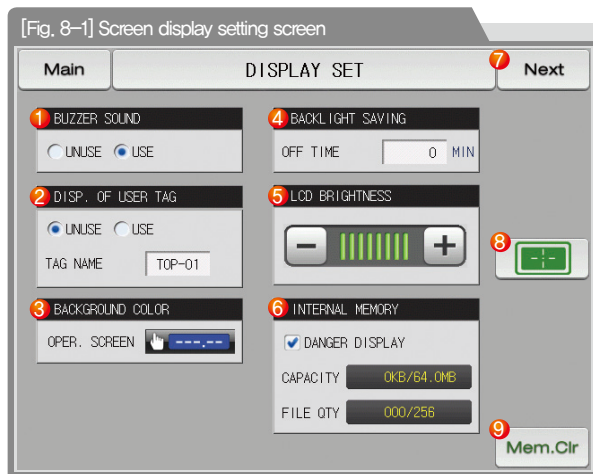 [Fig. 8-1] Screen display setting screen
Main
DISPLAY SET
7
Next
1 BUZZER SOUND
UNUSE USE
2 DISP. OF USER TAG
UNUSE USE
TAG NAME TOP-01
3 BACKGROUND COLOR
OPER. SCREEN ---.--
4 BACKLIGHT SAVING
OFF TIME 0 MIN
5 LCD BRIGHTNESS
− +
6 INTERNAL MEMORY
DANGER DISPLAY
CAPACITY 0KB/64.0MB
FILE QTY 000/256
8
9
Mem.Clr